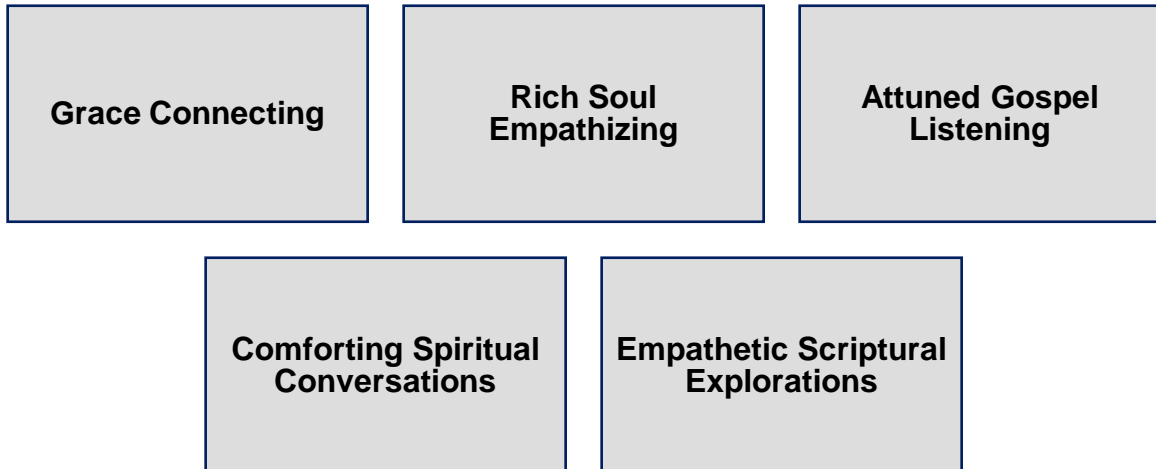 Grace Connecting
Rich Soul
Empathizing
Attuned Gospel
Listening
Comforting Spiritual
Conversations
Empathetic Scriptural
Explorations